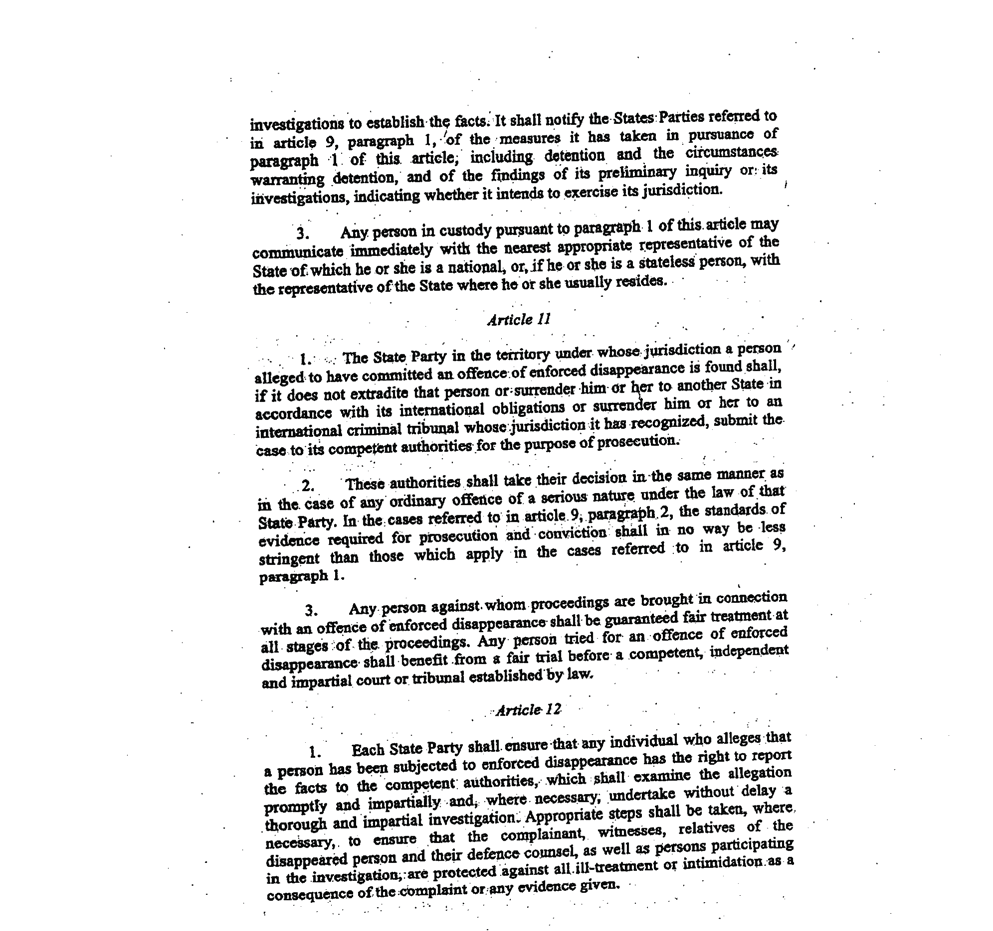 investigations to establish the facts. It shall notify the States Parties referred to
in article 9, paragraph 1, of the measures it has taken in pursuance of
paragraph 1 of this article, including detention and the circumstances
warranting detention, and of the findings of its preliminary inquiry or its
investigations, indicating whether it intends to exercise its jurisdiction.
3. Any person in custody pursuant to paragraph 1 of this article may
communicate immediately with the nearest appropriate representative of the
State of which he or she is a national, or, if he or she is a stateless person, with
the representative of the State where he or she usually resides.
Article 11
1. The State Party in the territory under whose jurisdiction a person
alleged to have committed an offence of enforced disappearance is found shall,
if it does not extradite that person or surrender him or her to another State in
accordance with its international obligations or surrender him or her to an
international criminal tribunal whose jurisdiction it has recognized, submit the
case to its competent authorities for the purpose of prosecution.
2. These authorities shall take their decision in the same manner as
in the case of any ordinary offence of a serious nature under the law of that
State Party. In the cases referred to in article 9, paragraph 2, the standards of
evidence required for prosecution and conviction shall in no way be less
stringent than those which apply in the cases referred to in article 9,
paragraph 1.
3. Any person against whom proceedings are brought in connection
with an offence of enforced disappearance shall be guaranteed fair treatment at
all stages of the proceedings. Any person tried for an offence of enforced
disappearance shall benefit from a fair trial before a competent, independent
and impartial court or tribunal established by law.
Article 12
1. Each State Party shall ensure that any individual who alleges that
a person has been subjected to enforced disappearance has the right to report
the facts to the competent authorities, which shall examine the allegation
promptly and impartially and, where necessary, undertake without delay a
thorough and impartial investigation. Appropriate steps shall be taken, where
necessary, to ensure that the complainant, witnesses, relatives of the
disappeared person and their defence counsel, as well as persons participating
in the investigation, are protected against all ill-treatment or intimidation as a
consequence of the complaint or any evidence given.